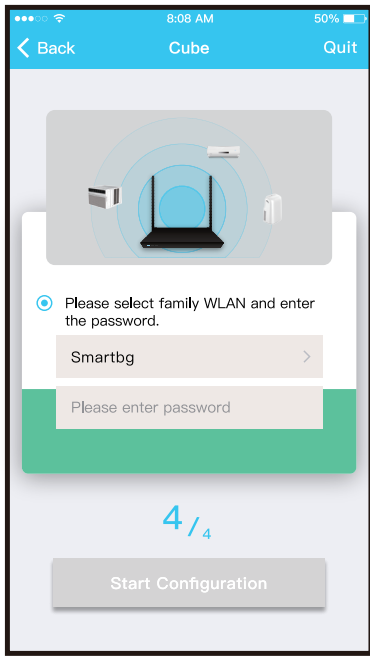 8:08 AM
50%
Back
Cube
Quit
Please select family WLAN and enter
the password.
Smartbg
Please enter password
4/4
Start Configuration